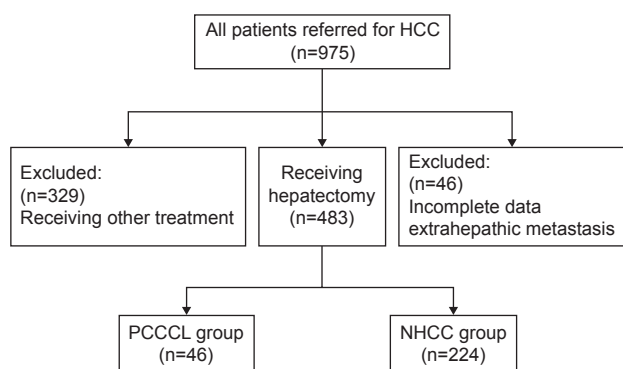 All patients referred for HCC
(n=975)
Excluded:
(n=329)
Receiving other treatment
Receiving
hepatectomy
(n=483)
Excluded:
(n=46)
Incomplete data
extrahepathic metastasis
PCCCL group
(n=46)
NHCC group
(n=224)